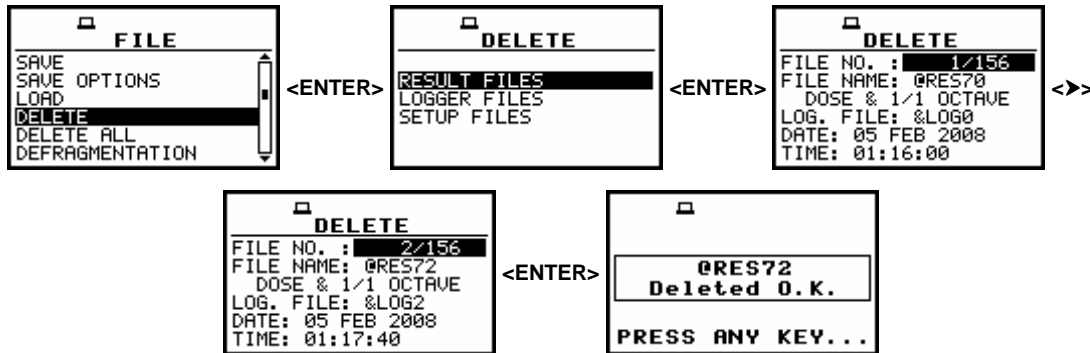 FILE
SAVE
SAVE OPTIONS
LOAD
DELETE
DELETE ALL
DEFRAGMENTATION
<ENTER>
DELETE
RESULT FILES
LOGGER FILES
SETUP FILES
<ENTER>
DELETE
FILE NO. : 1/156
FILE NAME: @RES70
DOSE & 1/1 OCTAVE
LOG. FILE: &LOG0
DATE: 05 FEB 2008
TIME: 01:16:00
<➤>
DELETE
FILE NO. : 2/156
FILE NAME: @RES72
DOSE & 1/1 OCTAVE
LOG. FILE: &LOG2
DATE: 05 FEB 2008
TIME: 01:17:40
<ENTER>
@RES72
Deleted O.K.
PRESS ANY KEY...